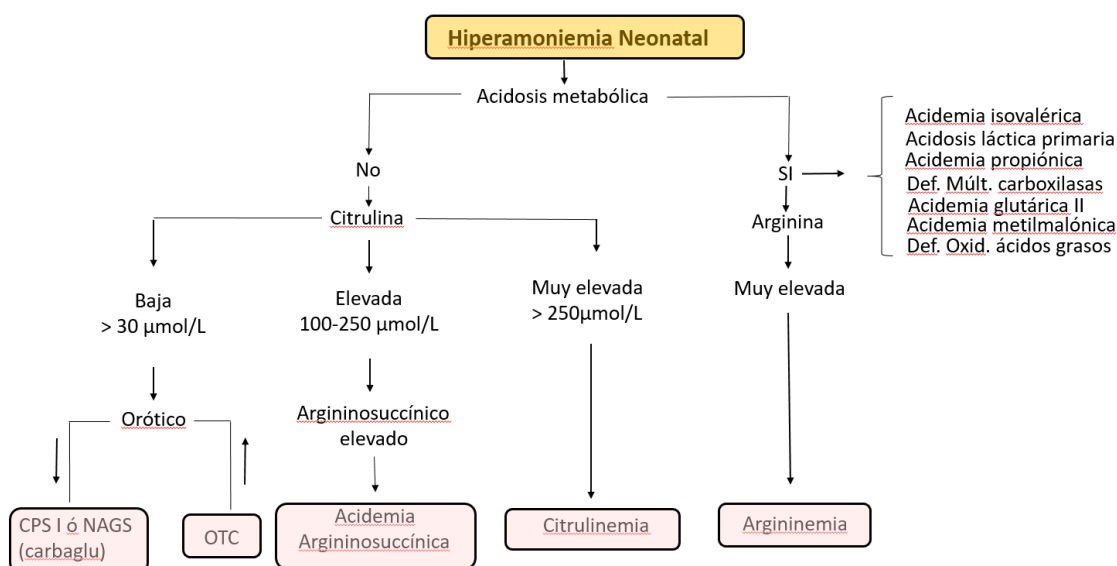 Hiperamoniemia Neonatal
Acidosis metabólica
No
SI
Acidemia isovalérica
Acidosis láctica primaria
Acidemia propiónica
Def. Múlt. carboxilasas
Acidemia glutárica II
Acidemia metilmalónica
Def. Oxid. ácidos grasos
Citrulina
Arginina
Baja
> 30 μmol/L
Elevada
100-250 μmol/L
Muy elevada
> 250μmol/L
Muy elevada
Orótico
Argininosuccínico
elevado
CPS I ó NAGS
(carbaglu)
OTC
Acidemia
Argininosuccínica
Citrulinemia
Argininemia